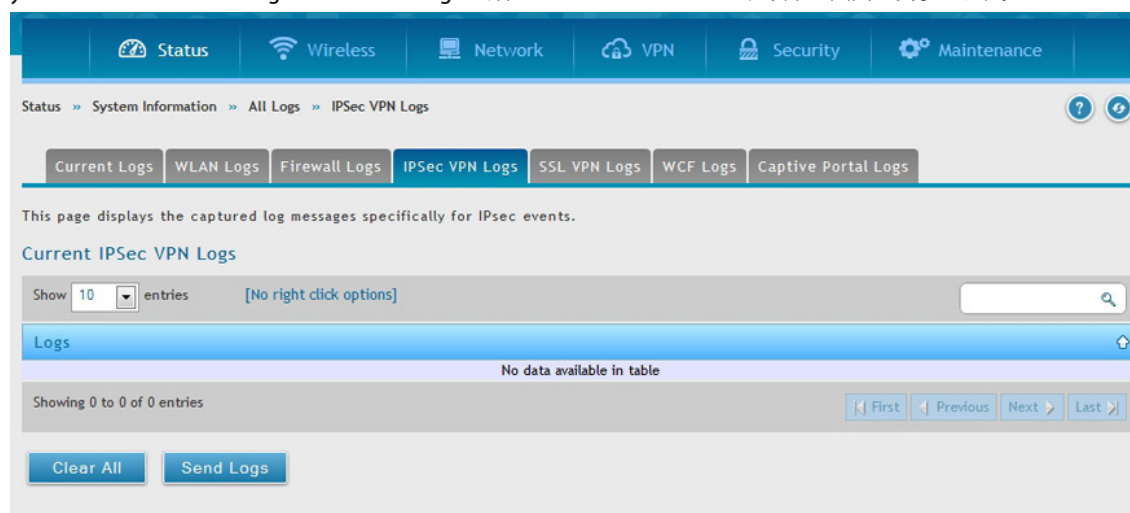 Status Wireless Network VPN Security Maintenance
Status » System Information » All Logs » IPSec VPN Logs
Current Logs WLAN Logs Firewall Logs IPSec VPN Logs SSL VPN Logs WCF Logs Captive Portal Logs
This page displays the captured log messages specifically for IPsec events.
Current IPSec VPN Logs
Show 10 entries [No right click options]
Logs
No data available in table
Showing 0 to 0 of 0 entries First Previous Next Last
Clear All Send Logs